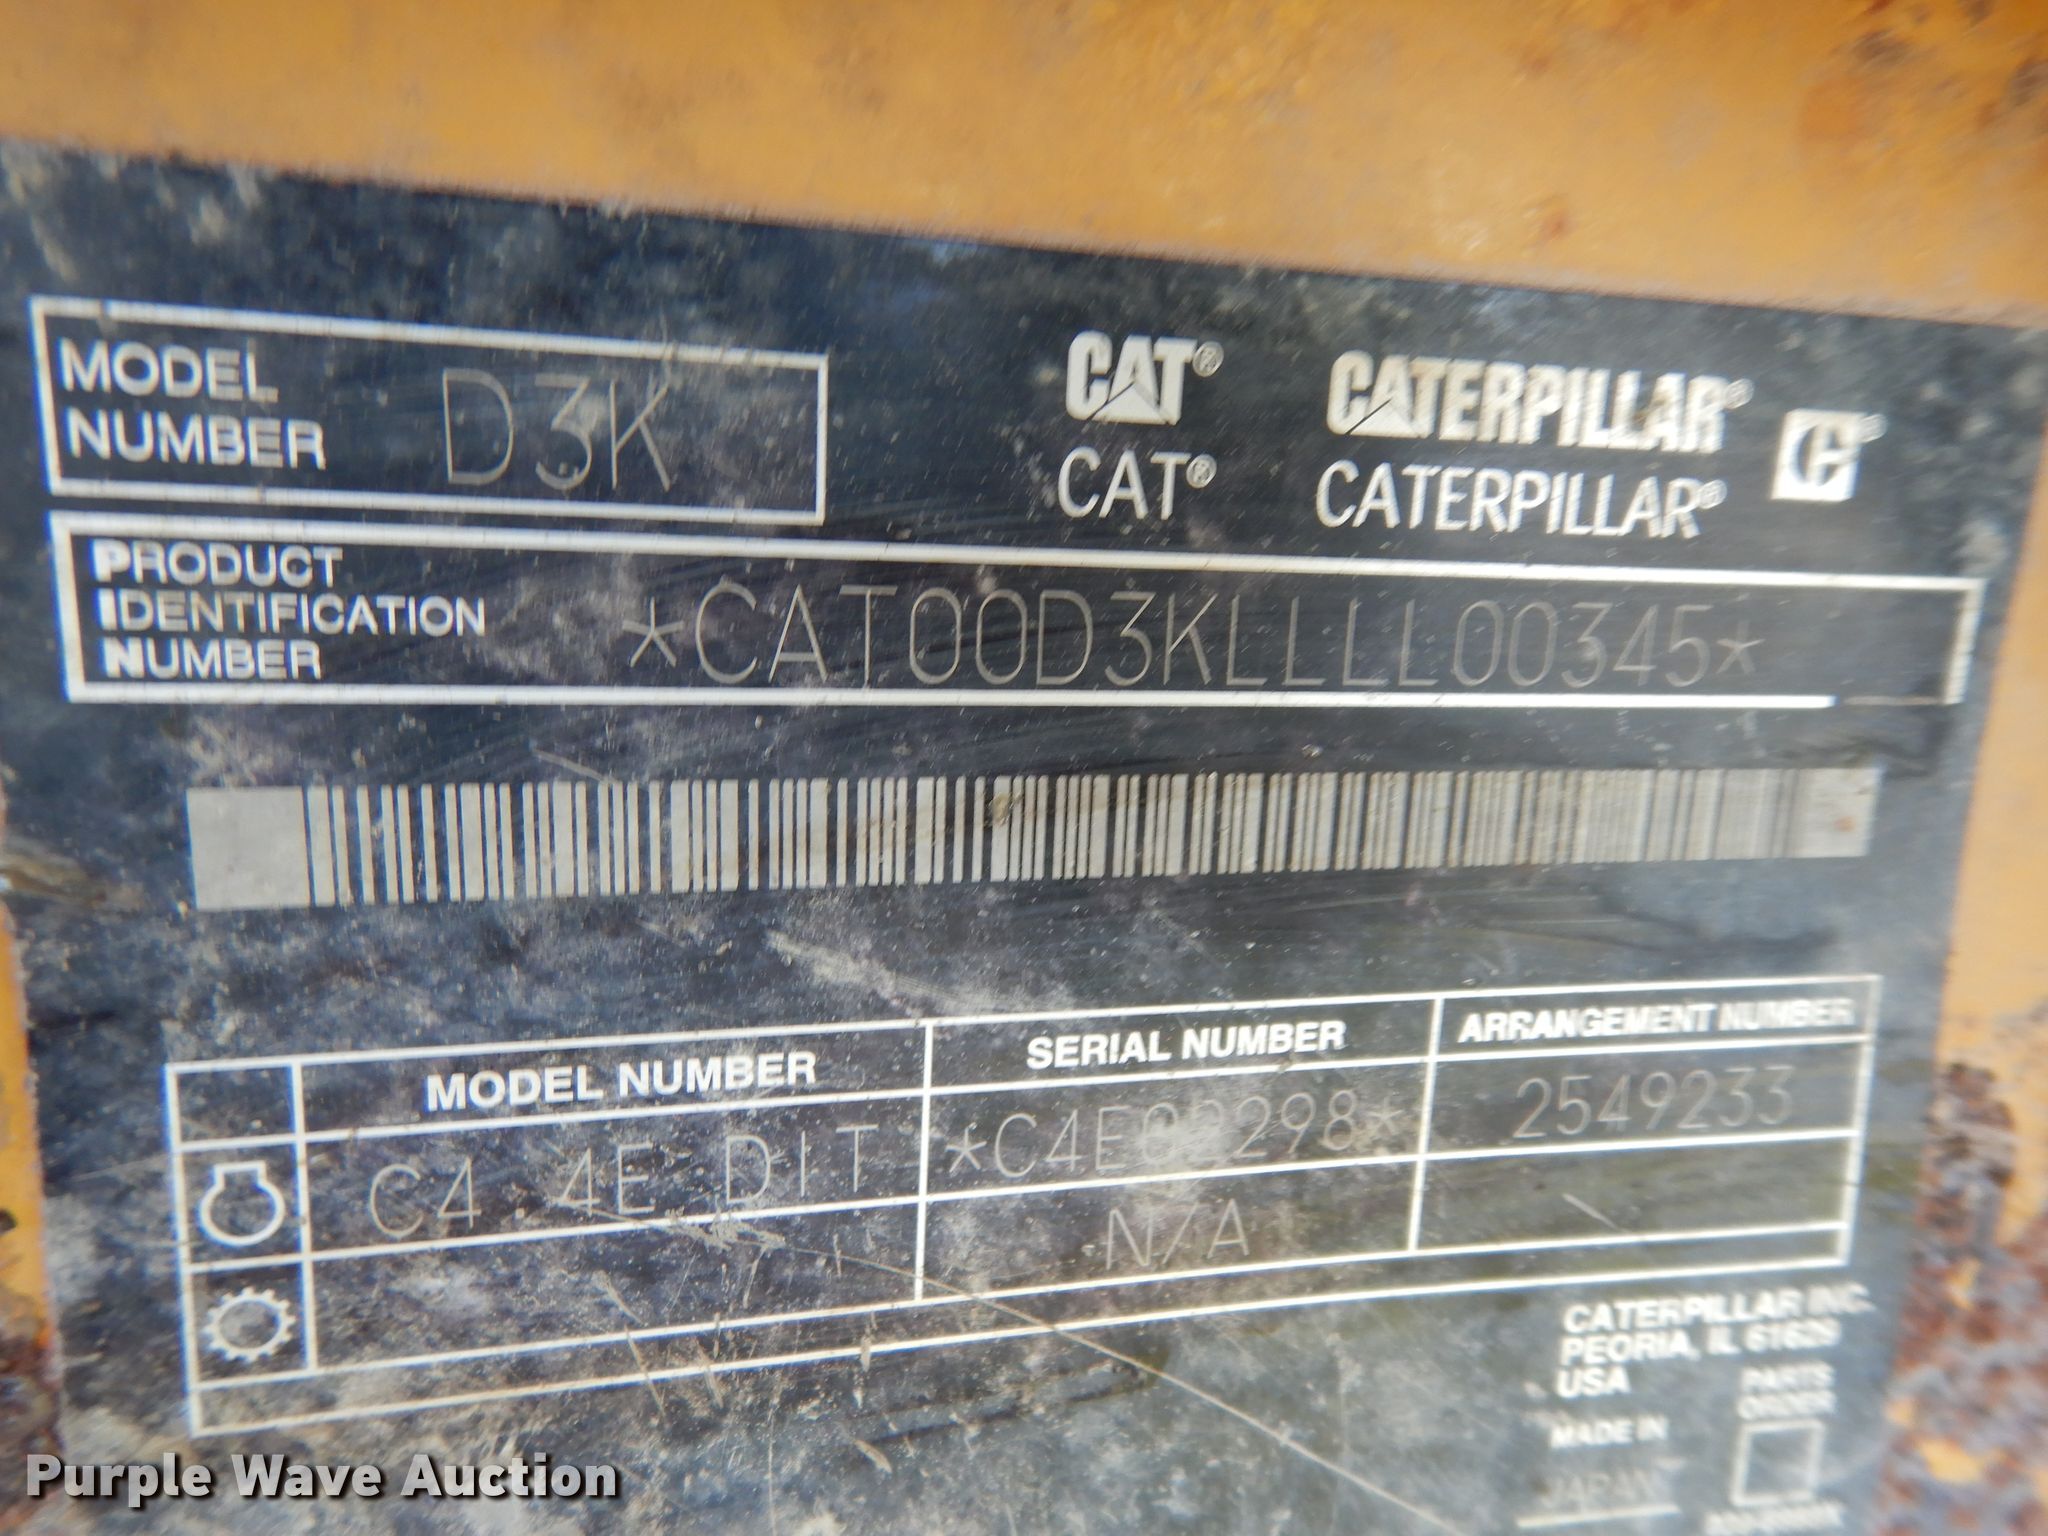 MODEL NUMBER D3K
CAT® CATERPILLAR® C®
CAT® CATERPILLAR®
PRODUCT IDENTIFICATION NUMBER *CAT00D3KLLLL00345*
MODEL NUMBER SERIAL NUMBER ARRANGEMENT NUMBER
C4.4E DIT 2549233
N/A
CATERPILLAR INC.
PEORIA, IL 61629
USA
PARTS
ORDER
MADE IN
JAPAN
Purple Wave Auction